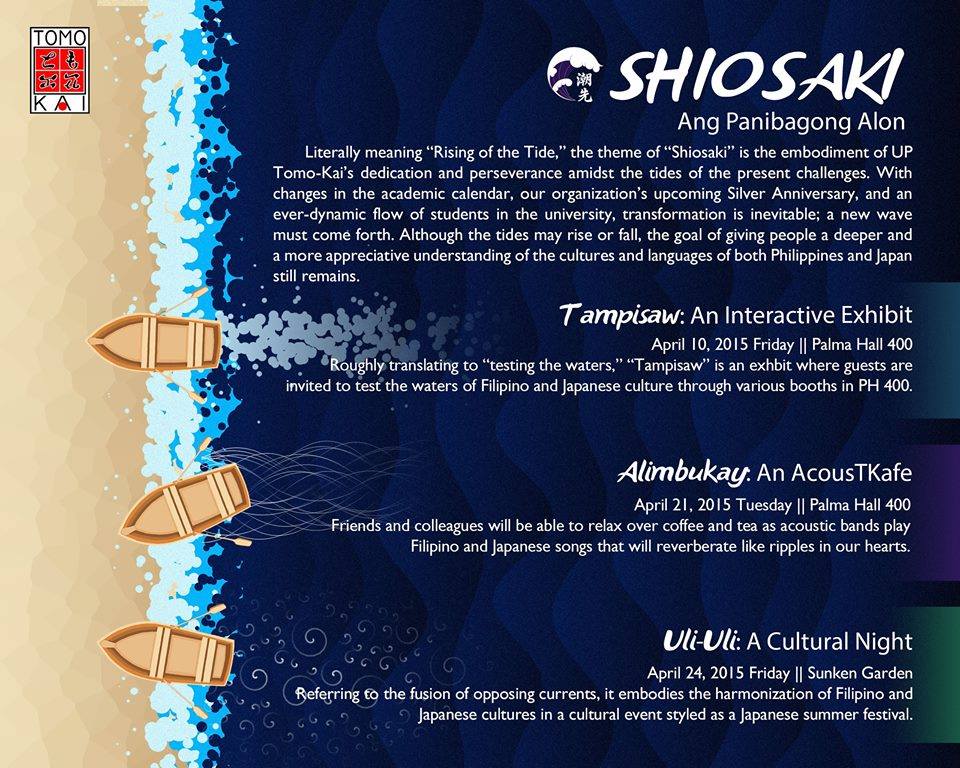 TOMO
とも
かい
KAI
潮先
SHIOSAKI
Ang Panibagong Alon
Literally meaning “Rising of the Tide,” the theme of “Shiosaki” is the embodiment of UP
Tomo-Kai’s dedication and perseverance amidst the tides of the present challenges. With
changes in the academic calendar, our organization’s upcoming Silver Anniversary, and an
ever-dynamic flow of students in the university, transformation is inevitable; a new wave
must come forth. Although the tides may rise or fall, the goal of giving people a deeper and
a more appreciative understanding of the cultures and languages of both Philippines and Japan
still remains.
Tampisaw: An Interactive Exhibit
April 10, 2015 Friday || Palma Hall 400
Roughly translating to “testing the waters,” “Tampisaw” is an exhbit where guests are
invited to test the waters of Filipino and Japanese culture through various booths in PH 400.
Alimbukay: An AcousTKafe
April 21, 2015 Tuesday || Palma Hall 400
Friends and colleagues will be able to relax over coffee and tea as acoustic bands play
Filipino and Japanese songs that will reverberate like ripples in our hearts.
Uli-Uli: A Cultural Night
April 24, 2015 Friday || Sunken Garden
Referring to the fusion of opposing currents, it embodies the harmonization of Filipino and
Japanese cultures in a cultural event styled as a Japanese summer festival.